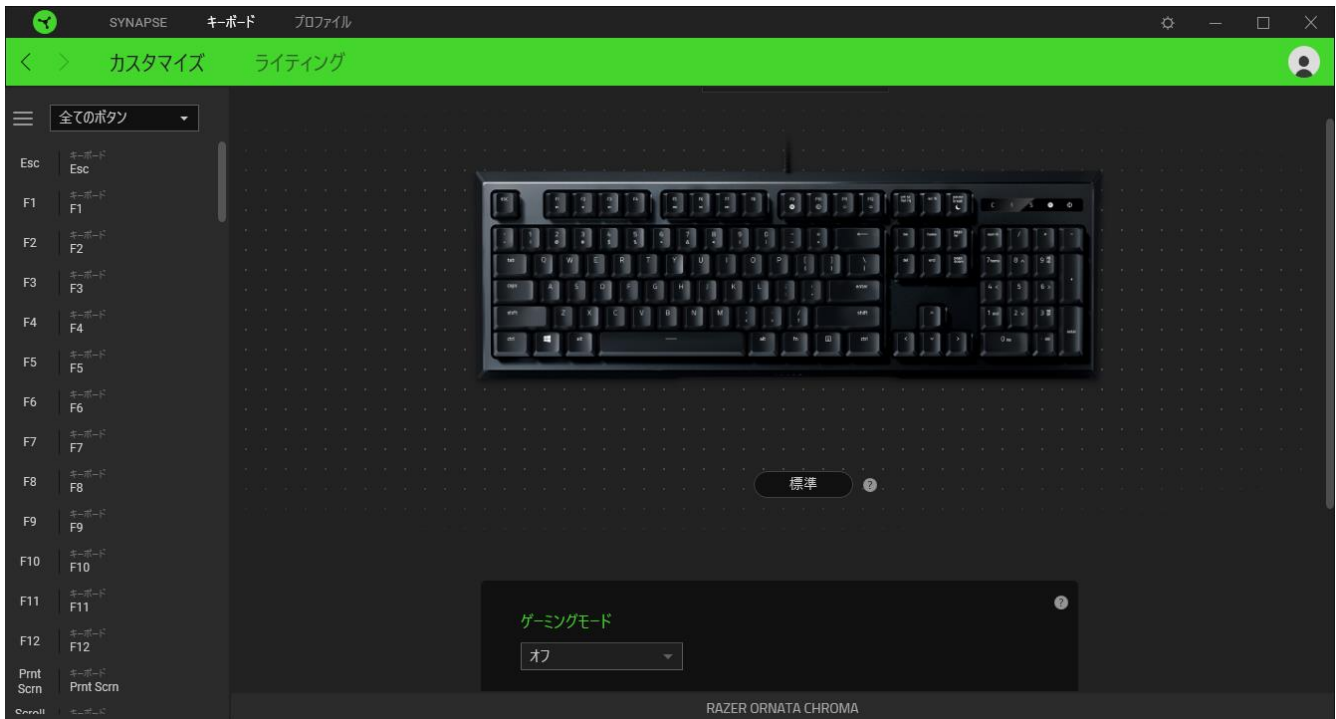 SYNAPSE キーボード プロファイル
カスタマイズ ライティング
全てのボタン
Esc キーボード
Esc
F1 キーボード
F1
F2 キーボード
F2
F3 キーボード
F3
F4 キーボード
F4
F5 キーボード
F5
F6 キーボード
F6
F7 キーボード
F7
F8 キーボード
F8
F9 キーボード
F9
F10 キーボード
F10
F11 キーボード
F11
F12 キーボード
F12
Prnt Scrn キーボード
Prnt Scrn
Scroll キーボード
標準
ゲーミングモード
オフ
RAZER ORNATA CHROMA